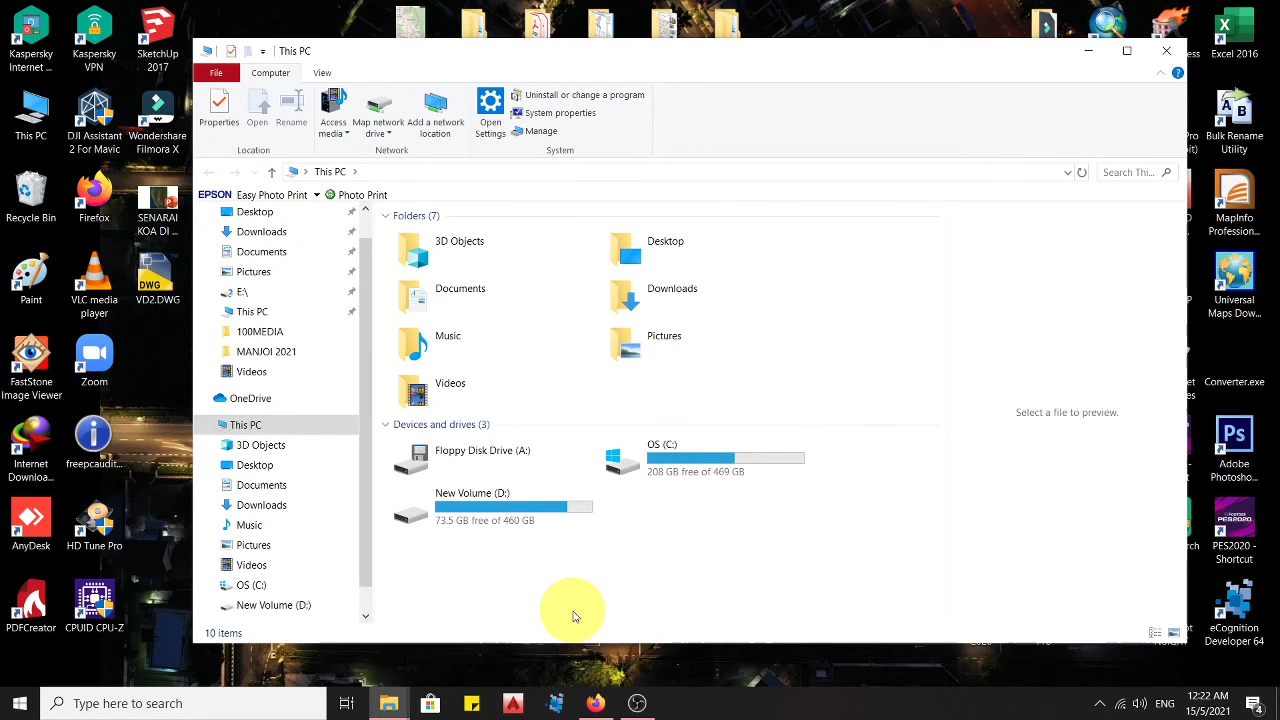 This PC
File
Computer
View
Properties
Open
Rename
Access media
Map network drive
Add a network location
Open Settings
Uninstall or change a program
System properties
Manage
Location
Network
System
This PC
Search Thi...
EPSON Easy Photo Print
Photo Print
Desktop
Downloads
Documents
Pictures
E:\
This PC
100MEDIA
MANJOI 2021
Videos
OneDrive
This PC
3D Objects
Desktop
Documents
Downloads
Music
Pictures
Videos
OS (C:)
New Volume (D:)
Folders (7)
3D Objects
Desktop
Documents
Downloads
Music
Pictures
Videos
Devices and drives (3)
Floppy Disk Drive (A:)
OS (C:)
208 GB free of 469 GB
New Volume (D:)
73.5 GB free of 460 GB
Select a file to preview.
10 items
Kaspersky
Internet ...
Kaspersky
VPN
SketchUp
2017
This PC
DJI Assistant
2 For Mavic
Wondershare
Filmora X
Recycle Bin
Firefox
SENARAI
KOA DI ...
Paint
VLC media
player
DWG
VD2.DWG
FastStone
Image Viewer
Zoom
Internet
Downloa...
freepcaudit...
AnyDesk
HD Tune Pro
PDFCreator
CPUID CPU-Z
Excel 2016
Bulk Rename
Utility
MapInfo
Profession...
Universal
Maps Dow...
Converter.exe
Adobe
Photosho...
PES2020 -
Shortcut
eCognition
Developer 64
Type here to search
ENG
12:22 AM
15/5/2021
4